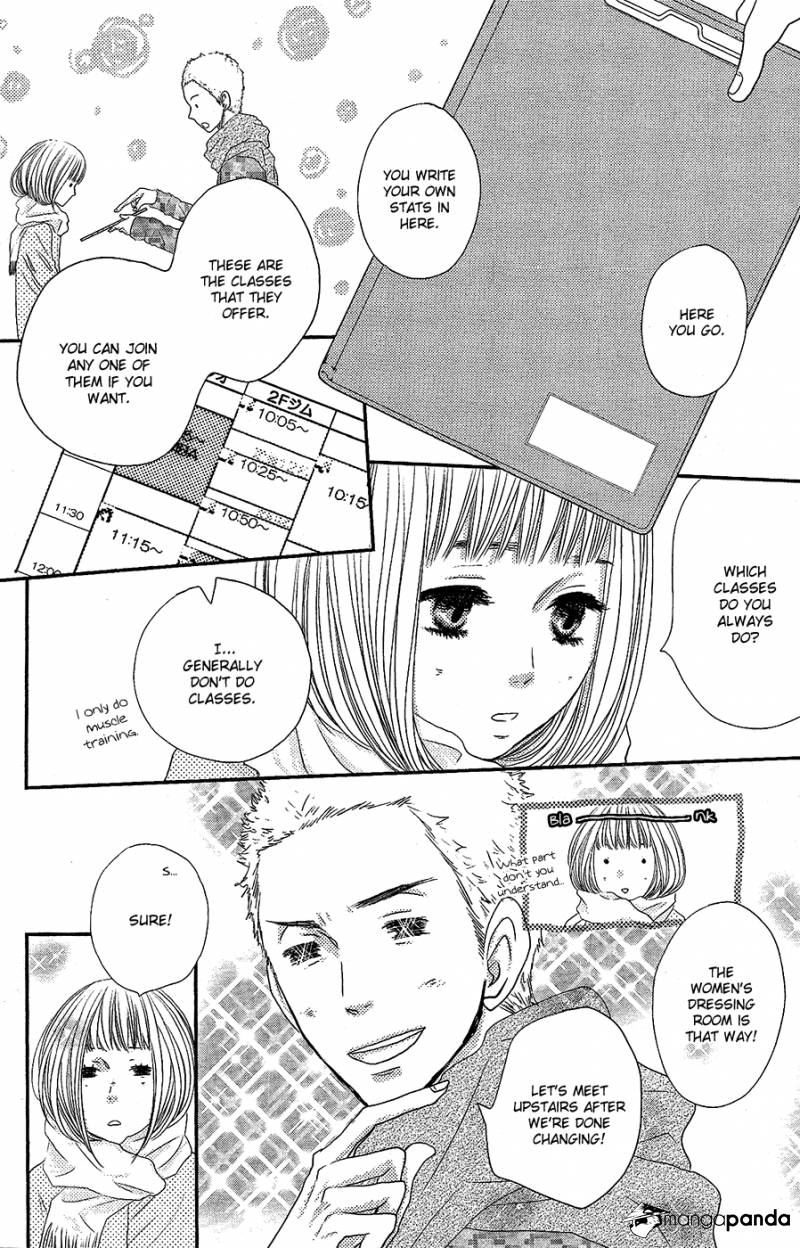 HERE
YOU GO.
YOU WRITE
YOUR OWN
STATS IN
HERE.
THESE ARE
THE CLASSES
THAT THEY
OFFER.
YOU CAN JOIN
ANY ONE OF
THEM IF YOU
WANT.
2Fジム
10:05～
10:25～
10:15
10:50～
11:15～
11:30
12:00
WHICH
CLASSES
DO YOU
ALWAYS
DO?
I...
GENERALLY
DON'T DO
CLASSES.
I only do
muscle
training.
Bla nk
What part
don't you
understand..
THE
WOMEN'S
DRESSING
ROOM IS
THAT WAY!
LET'S MEET
UPSTAIRS AFTER
WE'RE DONE
CHANGING!
S...
SURE!
mangapanda